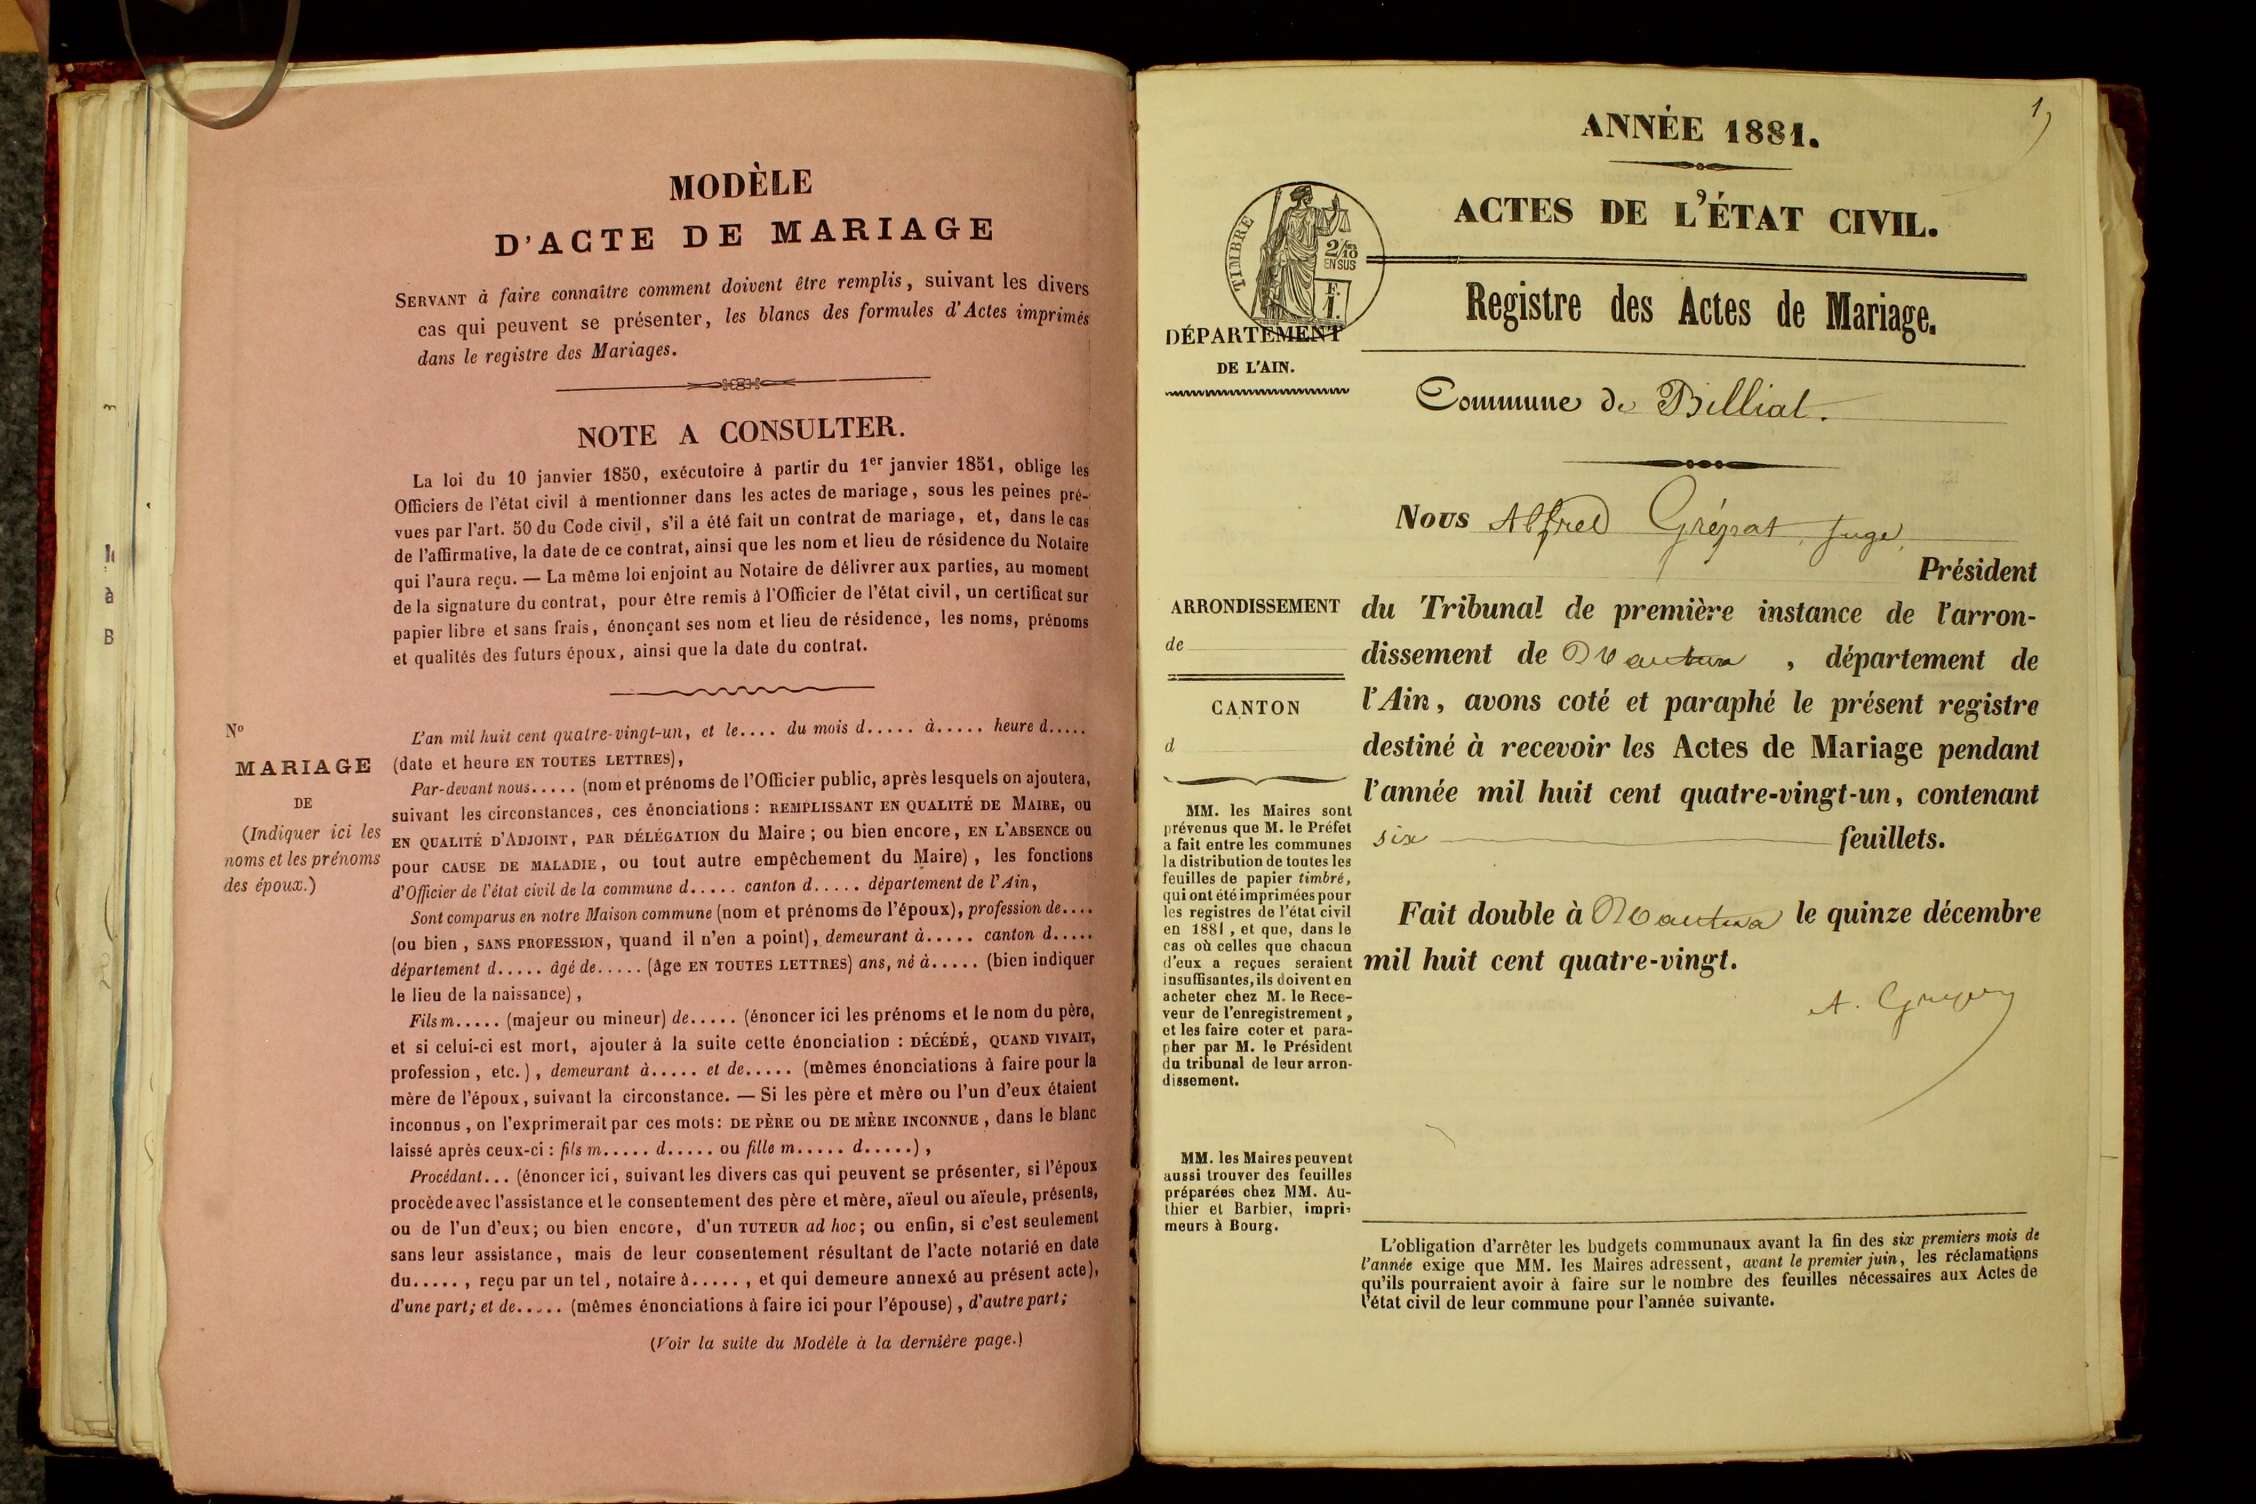 MODÈLE
D'ACTE DE MARIAGE
SERVANT à faire connaître comment doivent être remplis, suivant les divers
cas qui peuvent se présenter, les blancs des formules d'Actes imprimés
dans le registre des Mariages.
NOTE A CONSULTER.
La loi du 10 janvier 1850, exécutoire à partir du 1er janvier 1851, oblige les
Officiers de l'état civil à mentionner dans les actes de mariage, sous les peines pré-
vues par l'art. 50 du Code civil, s'il a été fait un contrat de mariage, et, dans le cas
de l'affirmative, la date de ce contrat, ainsi que les nom et lieu de résidence du Notaire
qui l'aura reçu. — La même loi enjoint au Notaire de délivrer aux parties, au moment
de la signature du contrat, pour être remis à l'Officier de l'état civil, un certificat sur
papier libre et sans frais, énonçant ses nom et lieu de résidence, les noms, prénoms
et qualités des futurs époux, ainsi que la date du contrat.
No
MARIAGE
DE
(Indiquer ici les
noms et les prénoms
des époux.)
L'an mil huit cent quatre-vingt-un, et le.... du mois d..... à..... heure d.....
(date et heure EN TOUTES LETTRES),
Par-devant nous..... (nom et prénoms de l'Officier public, après lesquels on ajoutera,
suivant les circonstances, ces énonciations : REMPLISSANT EN QUALITÉ DE MAIRE, OU
EN QUALITÉ D'ADJOINT, PAR DÉLÉGATION du Maire ; ou bien encore, EN L'ABSENCE OU
pour CAUSE DE MALADIE, ou tout autre empêchement du Maire), les fonctions
d'Officier de l'état civil de la commune d..... canton d..... département de l'Ain,
Sont comparus en notre Maison commune (nom et prénoms de l'époux), profession de....
(ou bien, SANS PROFESSION, quand il n'en a point), demeurant à..... canton d.....
département d..... âgé de..... (âge EN TOUTES LETTRES) ans, né à..... (bien indiquer
le lieu de la naissance),
Fils m..... (majeur ou mineur) de..... (énoncer ici les prénoms et le nom du père,
et si celui-ci est mort, ajouter à la suite cette énonciation : DÉCÉDÉ, QUAND VIVAIT,
profession, etc.), demeurant à..... et de..... (mêmes énonciations à faire pour la
mère de l'époux, suivant la circonstance. — Si les père et mère ou l'un d'eux étaient
inconnus, on l'exprimerait par ces mots : DE PÈRE OU DE MÈRE INCONNUE, dans le blanc
laissé après ceux-ci : fils m..... d..... ou fille m..... d.....),
Procédant... (énoncer ici, suivant les divers cas qui peuvent se présenter, si l'époux
procède avec l'assistance et le consentement des père et mère, aïeul ou aïeule, présents,
ou de l'un d'eux ; ou bien encore, d'un TUTEUR ad hoc ; ou enfin, si c'est seulement
sans leur assistance, mais de leur consentement résultant de l'acte notarié en date
du....., reçu par un tel, notaire à....., et qui demeure annexé au présent acte),
d'une part ; et de..... (mêmes énonciations à faire ici pour l'épouse), d'autre part ;
(Voir la suite du Modèle à la dernière page.)
1
ANNÉE 1881.
ACTES DE L'ÉTAT CIVIL.
TIMBRE
2/10
EN SUS
F.
1.
Registre des Actes de Mariage.
DÉPARTEMENT
DE L'AIN.
Commune de Billiat.
Nous Alfred Grépat, Juge,
Président
du Tribunal de première instance de l'arron-
dissement de Nantua, département de
l'Ain, avons coté et paraphé le présent registre
destiné à recevoir les Actes de Mariage pendant
l'année mil huit cent quatre-vingt-un, contenant
six feuillets.
Fait double à Nantua le quinze décembre
mil huit cent quatre-vingt.
ARRONDISSEMENT
de
CANTON
d
MM. les Maires sont
prévenus que M. le Préfet
a fait entre les communes
la distribution de toutes les
feuilles de papier timbré,
qui ont été imprimées pour
les registres de l'état civil
en 1881, et que, dans le
cas où celles que chacun
d'eux a reçues seraient
insuffisantes, ils doivent en
acheter chez M. le Rece-
veur de l'enregistrement,
et les faire coter et para-
pher par M. le Président
du tribunal de leur arron-
dissement.
MM. les Maires peuvent
aussi trouver des feuilles
préparées chez MM. Au-
thier et Barbier, impri-
meurs à Bourg.
L'obligation d'arrêter les budgets communaux avant la fin des six premiers mois de
l'année exige que MM. les Maires adressent, avant le premier juin, les réclamations
qu'ils pourraient avoir à faire sur le nombre des feuilles nécessaires aux Actes de
l'état civil de leur commune pour l'année suivante.